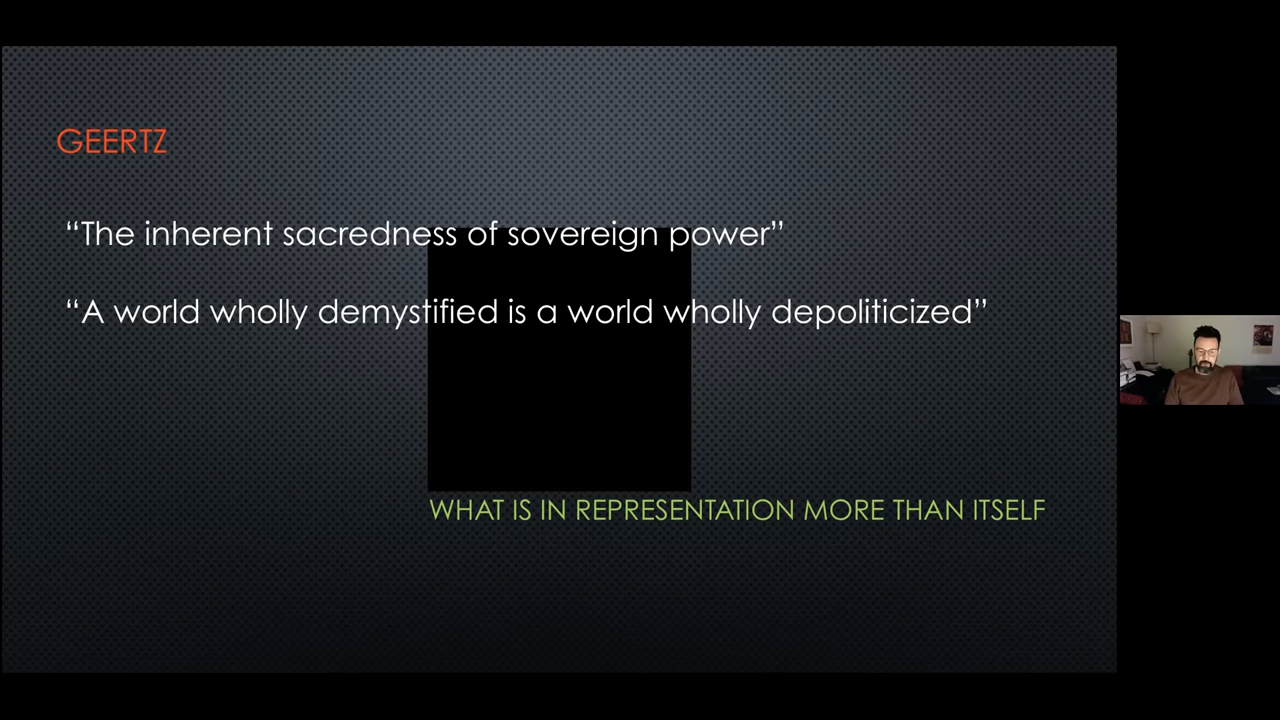 GEERTZ
“The inherent sacredness of sovereign power”
“A world wholly demystified is a world wholly depoliticized”
WHAT IS IN REPRESENTATION MORE THAN ITSELF